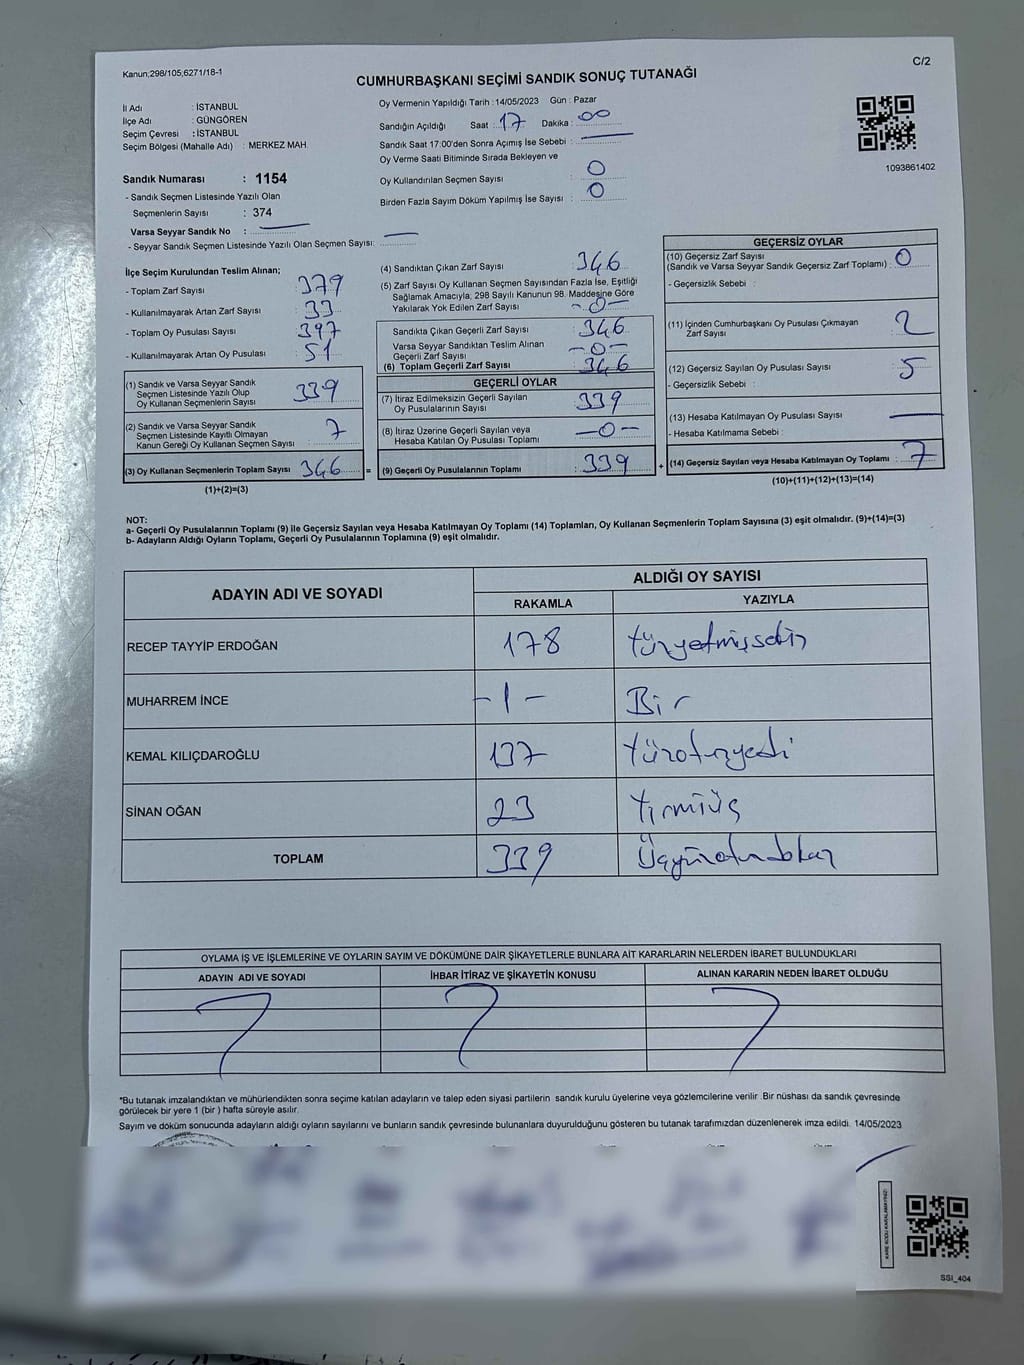 Kanun;298/105;6271/18-1
C/2
CUMHURBAŞKANI SEÇİMİ SANDIK SONUÇ TUTANAĞI
İl Adı : İSTANBUL
İlçe Adı : GÜNGÖREN
Seçim Çevresi : İSTANBUL
Seçim Bölgesi (Mahalle Adı) : MERKEZ MAH.
Oy Vermenin Yapıldığı Tarih : 14/05/2023 Gün : Pazar
Sandığın Açıldığı Saat : 17 Dakika : 00
Sandık Saat 17:00'den Sonra Açımış İse Sebebi :
Oy Verme Saati Bitiminde Sırada Bekleyen ve
Oy Kullandırılan Seçmen Sayısı : 0
Birden Fazla Sayım Döküm Yapılmış İse Sayısı : 0
1093861402
Sandık Numarası : 1154
- Sandık Seçmen Listesinde Yazılı Olan
Seçmenlerin Sayısı : 374
Varsa Seyyar Sandık No : —
- Seyyar Sandık Seçmen Listesinde Yazılı Olan Seçmen Sayısı: —
İlçe Seçim Kurulundan Teslim Alınan;
- Toplam Zarf Sayısı : 379
- Kullanılmayarak Artan Zarf Sayısı : 33
- Toplam Oy Pusulası Sayısı : 397
- Kullanılmayarak Artan Oy Pusulası : 51
(1) Sandık ve Varsa Seyyar Sandık
Seçmen Listesinde Yazılı Olup
Oy Kullanan Seçmenlerin Sayısı : 339
(2) Sandık ve Varsa Seyyar Sandık
Seçmen Listesinde Kayıtlı Olmayan
Kanun Gereği Oy Kullanan Seçmen Sayısı : 7
(3) Oy Kullanan Seçmenlerin Toplam Sayısı : 346 =
(1)+(2)=(3)
(4) Sandıktan Çıkan Zarf Sayısı : 346
(5) Zarf Sayısı Oy Kullanan Seçmen Sayısından Fazla İse, Eşitliği
Sağlamak Amacıyla, 298 Sayılı Kanunun 98. Maddesine Göre
Yakılarak Yok Edilen Zarf Sayısı : -0-
Sandıkta Çıkan Geçerli Zarf Sayısı : 346
Varsa Seyyar Sandıktan Teslim Alınan
Geçerli Zarf Sayısı : -0-
(6) Toplam Geçerli Zarf Sayısı : 346
GEÇERLİ OYLAR
(7) İtiraz Edilmeksizin Geçerli Sayılan
Oy Pusulalarının Sayısı : 339
(8) İtiraz Üzerine Geçerli Sayılan veya
Hesaba Katılan Oy Pusulası Toplamı : -0-
(9) Geçerli Oy Pusulalarının Toplamı : 339 +
GEÇERSİZ OYLAR
(10) Geçersiz Zarf Sayısı
(Sandık ve Varsa Seyyar Sandık Geçersiz Zarf Toplamı) : 0
- Geçersizlik Sebebi :
(11) İçinden Cumhurbaşkanı Oy Pusulası Çıkmayan
Zarf Sayısı : 2
(12) Geçersiz Sayılan Oy Pusulası Sayısı : 5
- Geçersizlik Sebebi :
(13) Hesaba Katılmayan Oy Pusulası Sayısı : —
- Hesaba Katılmama Sebebi :
(14) Geçersiz Sayılan veya Hesaba Katılmayan Oy Toplamı : 7
(10)+(11)+(12)+(13)=(14)
NOT:
a- Geçerli Oy Pusulalarının Toplamı (9) ile Geçersiz Sayılan veya Hesaba Katılmayan Oy Toplamı (14) Toplamları, Oy Kullanan Seçmenlerin Toplam Sayısına (3) eşit olmalıdır. (9)+(14)=(3)
b- Adayların Aldığı Oyların Toplamı, Geçerli Oy Pusulalarının Toplamına (9) eşit olmalıdır.
ADAYIN ADI VE SOYADI
ALDIĞI OY SAYISI
RAKAMLA YAZIYLA
RECEP TAYYİP ERDOĞAN 178 Yüzyetmişsekiz
MUHARREM İNCE -1- Bir
KEMAL KILIÇDAROĞLU 137 Yüzotuzyedi
SİNAN OĞAN 23 Yirmiüç
TOPLAM 339 Üçyüzotuzdokuz
OYLAMA İŞ VE İŞLEMLERİNE VE OYLARIN SAYIM VE DÖKÜMÜNE DAİR ŞİKAYETLERLE BUNLARA AİT KARARLARIN NELERDEN İBARET BULUNDUKLARI
ADAYIN ADI VE SOYADI İHBAR İTİRAZ VE ŞİKAYETİN KONUSU ALINAN KARARIN NEDEN İBARET OLDUĞU
*Bu tutanak imzalandıktan ve mühürlendikten sonra seçime katılan adayların ve talep eden siyasi partilerin sandık kurulu üyelerine veya gözlemcilerine verilir .Bir nüshası da sandık çevresinde
görülecek bir yere 1 (bir ) hafta süreyle asılır.
Sayım ve döküm sonucunda adayların aldığı oyların sayılarını ve bunların sandık çevresinde bulunanlara duyurulduğunu gösteren bu tutanak tarafımızdan düzenlenerek imza edildi. 14/05/2023
KARE KODU KARALAMAYINIZ!
SSI_404